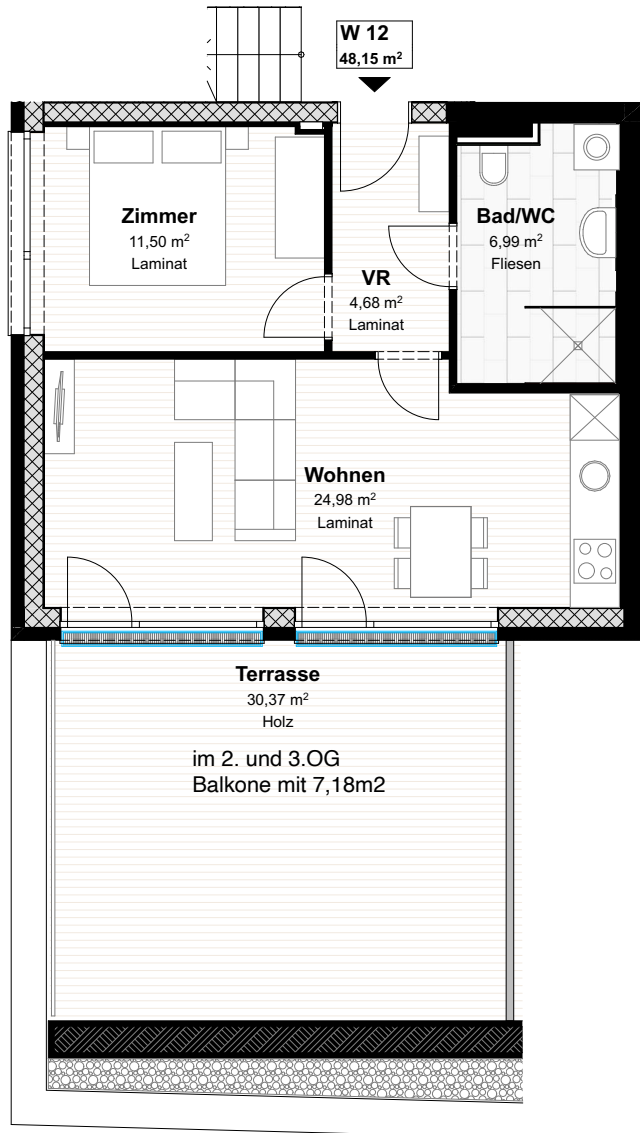 W 12
48,15 m²
Zimmer
11,50 m²
Laminat
Bad/WC
6,99 m²
Fliesen
VR
4,68 m²
Laminat
Wohnen
24,98 m²
Laminat
Terrasse
30,37 m²
Holz
im 2. und 3.OG
Balkone mit 7,18m2